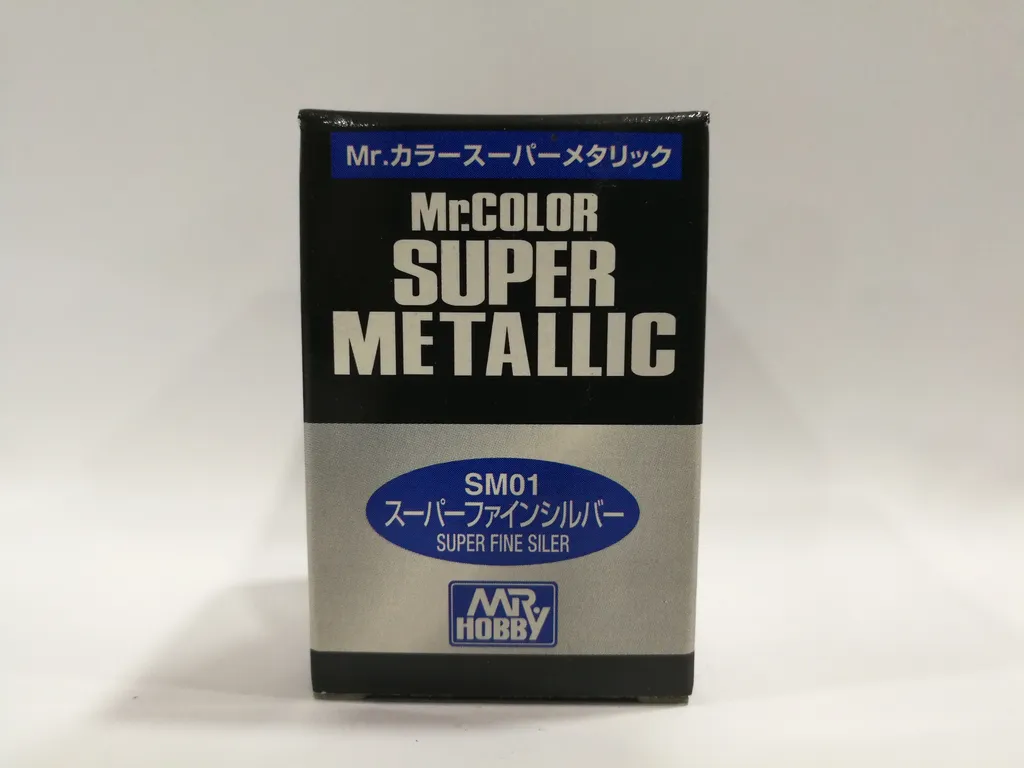 Mr.カラースーパーメタリック
Mr.COLOR
SUPER
METALLIC
SM01
スーパーファインシルバー
SUPER FINE SILER
MR.
HOBBY